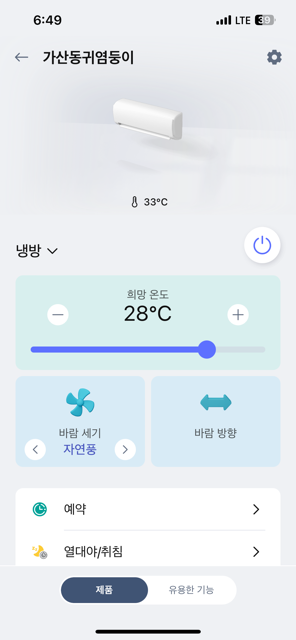 6:49
LTE 39
가산동귀염둥이
33°C
냉방
희망 온도
28°C
바람 세기
자연풍
바람 방향
예약
열대야/취침
제품
유용한 기능